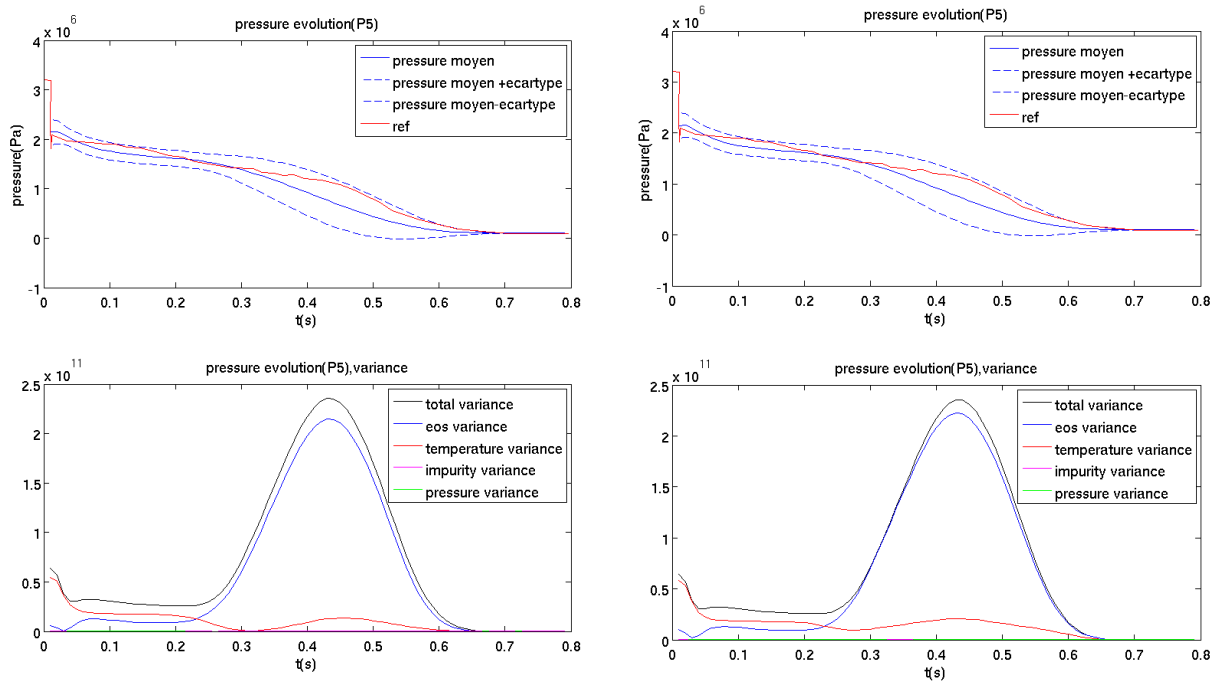 x 10^6
pressure evolution(P5)
4
3
2
1
0
-1
pressure(Pa)
pressure moyen
pressure moyen +ecartype
pressure moyen-ecartype
ref
0 0.1 0.2 0.3 0.4 0.5 0.6 0.7 0.8
t(s)
x 10^6
pressure evolution(P5)
4
3
2
1
0
-1
pressure(Pa)
pressure moyen
pressure moyen +ecartype
pressure moyen-ecartype
ref
0 0.1 0.2 0.3 0.4 0.5 0.6 0.7 0.8
t(s)
x 10^11
pressure evolution(P5),variance
2.5
2
1.5
1
0.5
0
total variance
eos variance
temperature variance
impurity variance
pressure variance
0 0.1 0.2 0.3 0.4 0.5 0.6 0.7 0.8
t(s)
x 10^11
pressure evolution(P5),variance
2.5
2
1.5
1
0.5
0
total variance
eos variance
temperature variance
impurity variance
pressure variance
0 0.1 0.2 0.3 0.4 0.5 0.6 0.7 0.8
t(s)